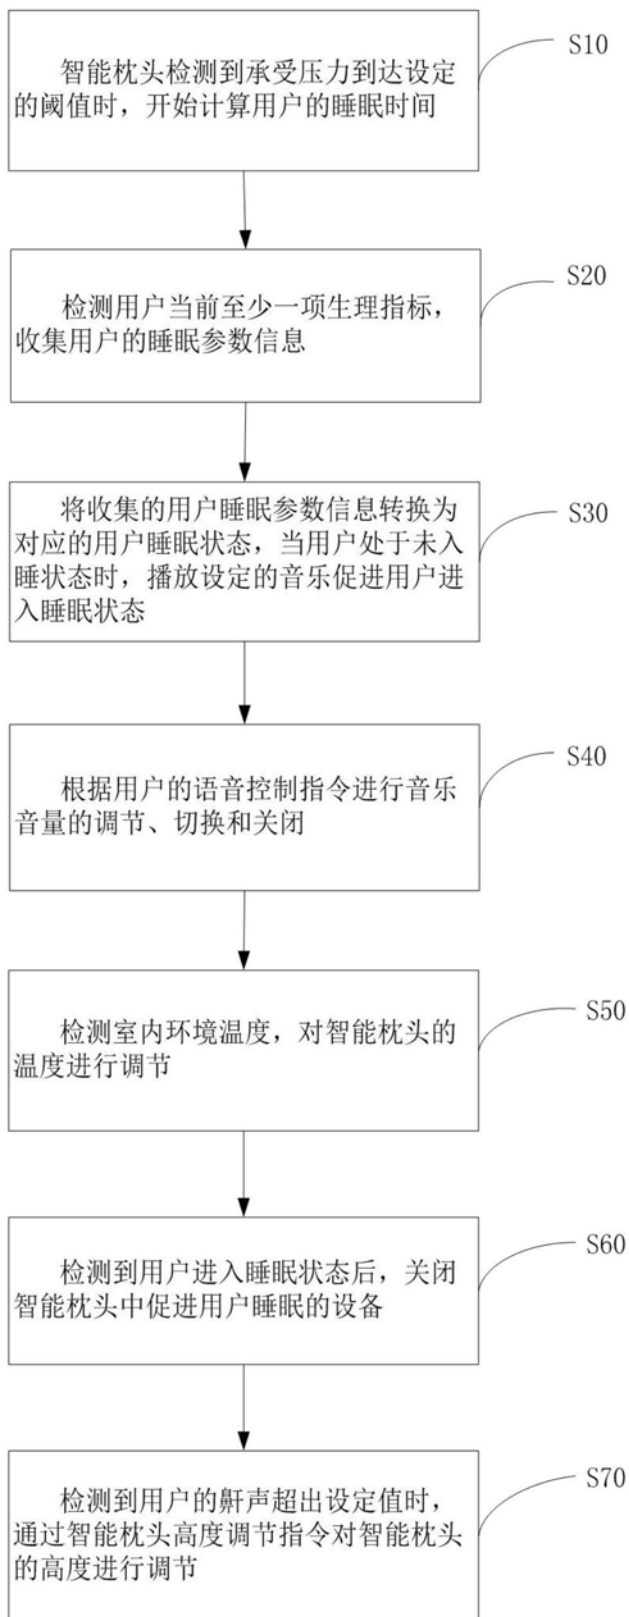 智能枕头检测到承受压力到达设定
的阈值时，开始计算用户的睡眠时间
S10
检测用户当前至少一项生理指标，
收集用户的睡眠参数信息
S20
将收集的用户睡眠参数信息转换为
对应的用户睡眠状态，当用户处于未入
睡状态时，播放设定的音乐促进用户进
入睡眠状态
S30
根据用户的语音控制指令进行音乐
音量的调节、切换和关闭
S40
检测室内环境温度，对智能枕头的
温度进行调节
S50
检测到用户进入睡眠状态后，关闭
智能枕头中促进用户睡眠的设备
S60
检测到用户的鼾声超出设定值时，
通过智能枕头高度调节指令对智能枕头
的高度进行调节
S70